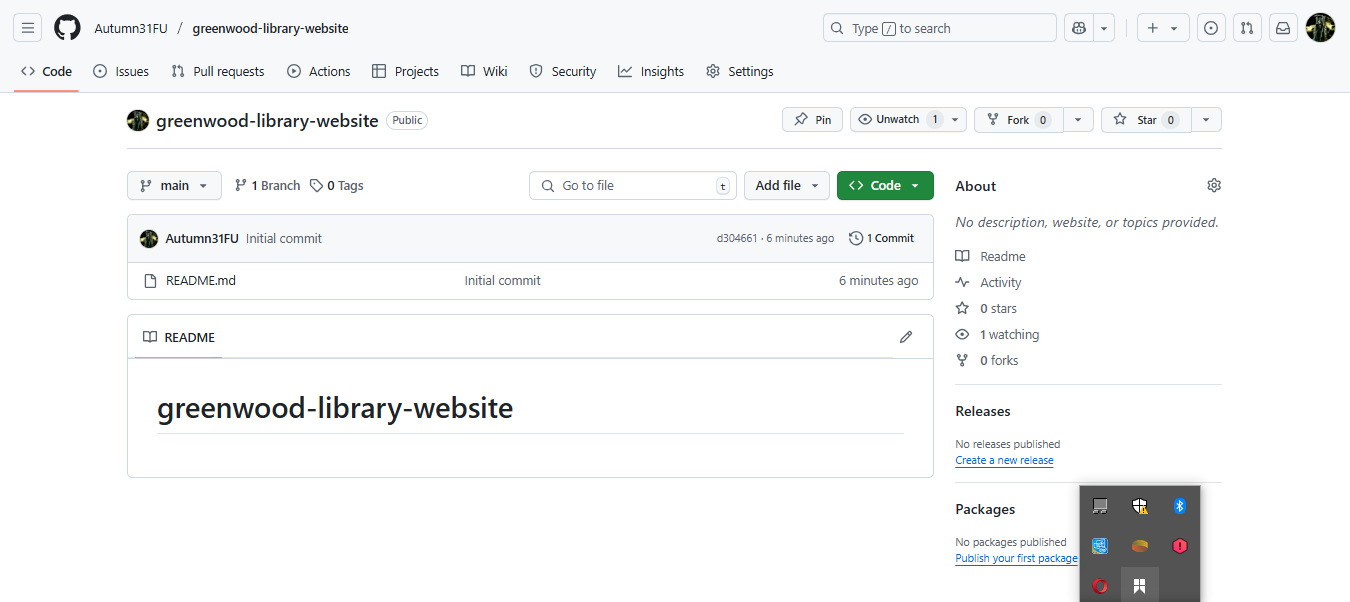 Autumn31FU / greenwood-library-website
Type / to search
Code Issues Pull requests Actions Projects Wiki Security Insights Settings
greenwood-library-website Public
Pin Unwatch 1 Fork 0 Star 0
main 1 Branch 0 Tags Go to file t Add file Code
Autumn31FU Initial commit d304661 · 6 minutes ago 1 Commit
README.md Initial commit 6 minutes ago
README
greenwood-library-website
About
No description, website, or topics provided.
Readme
Activity
0 stars
1 watching
0 forks
Releases
No releases published
Create a new release
Packages
No packages published
Publish your first package